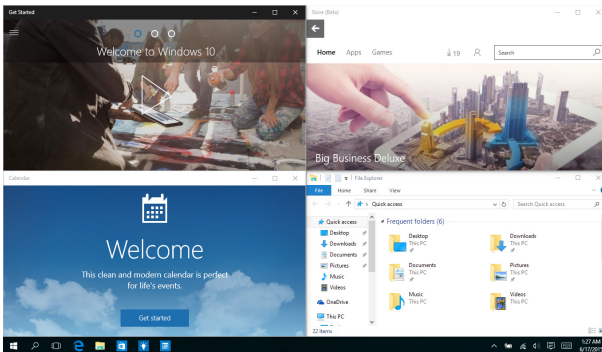 Get Started
Welcome to Windows 10
Store (Beta)
Home Apps Games 19 Search
Big Business Deluxe
Calendar
Welcome
This clean and modern calendar is perfect
for life's events.
Get started
File Explorer
File Home Share View
Quick access Search Quick access
Quick access
Desktop
Downloads
Documents
Pictures
Music
Videos
OneDrive
This PC
Frequent folders (6)
Desktop
This PC
Downloads
This PC
Documents
This PC
Pictures
This PC
Music
This PC
Videos
This PC
22 items
1:27 AM